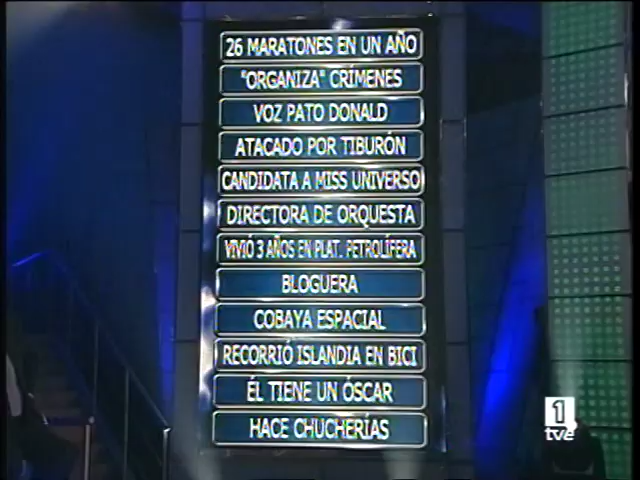 26 MARATONES EN UN AÑO
"ORGANIZA" CRÍMENES
VOZ PATO DONALD
ATACADO POR TIBURÓN
CANDIDATA A MISS UNIVERSO
DIRECTORA DE ORQUESTA
VIVIÓ 3 AÑOS EN PLAT. PETROLÍFERA
BLOGUERA
COBAYA ESPACIAL
RECORRIÓ ISLANDIA EN BICI
ÉL TIENE UN ÓSCAR
HACE CHUCHERÍAS
1
tve